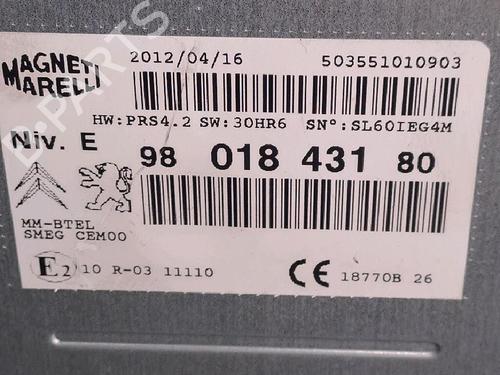 MAGNETI MARELLI
2012/04/16 503551010903
HW:PRS4.2 SW:30HR6 SN°:SL60IEG4M
Niv. E
98 018 431 80
MM-BTEL
SMEG CEM00
E2 10 R-03 11110 CE 18770B 26
B-PARTS